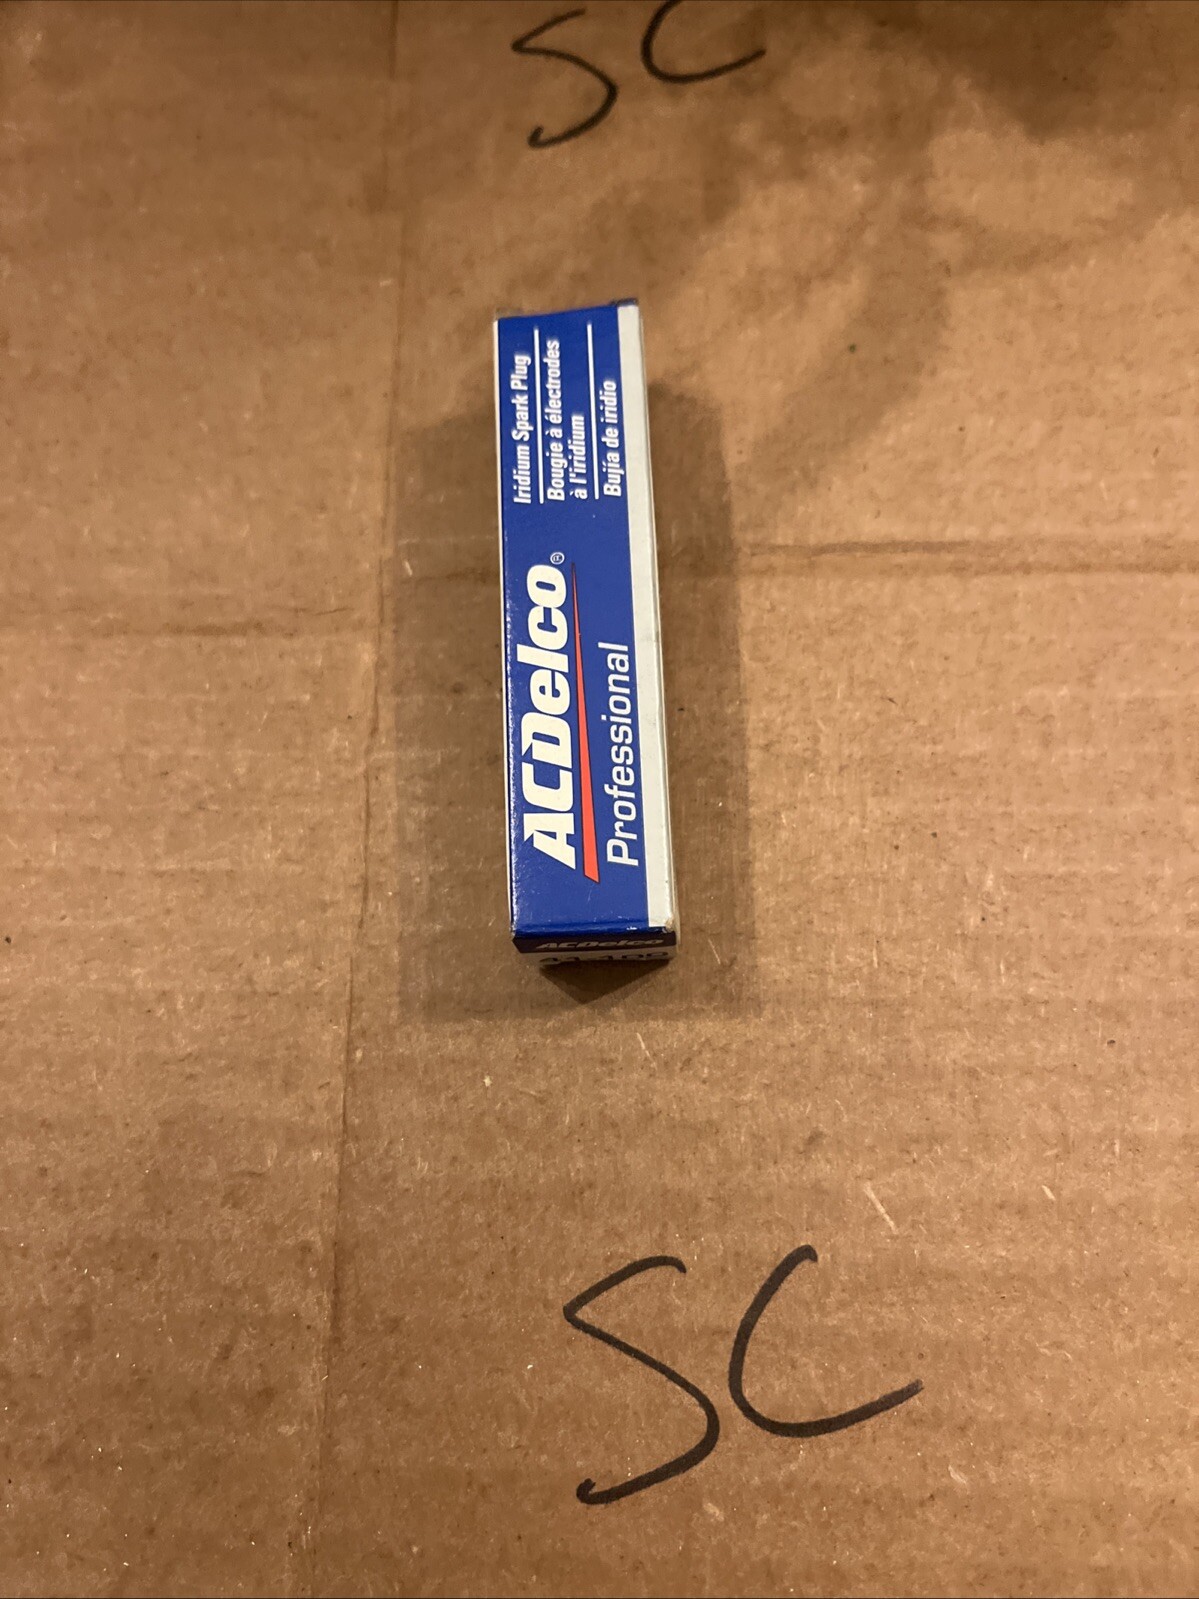 SC
Iridium Spark Plug
Bougie à électrodes
à l'iridium
Bujía de iridio
ACDelco®
Professional
ACDelco
SC